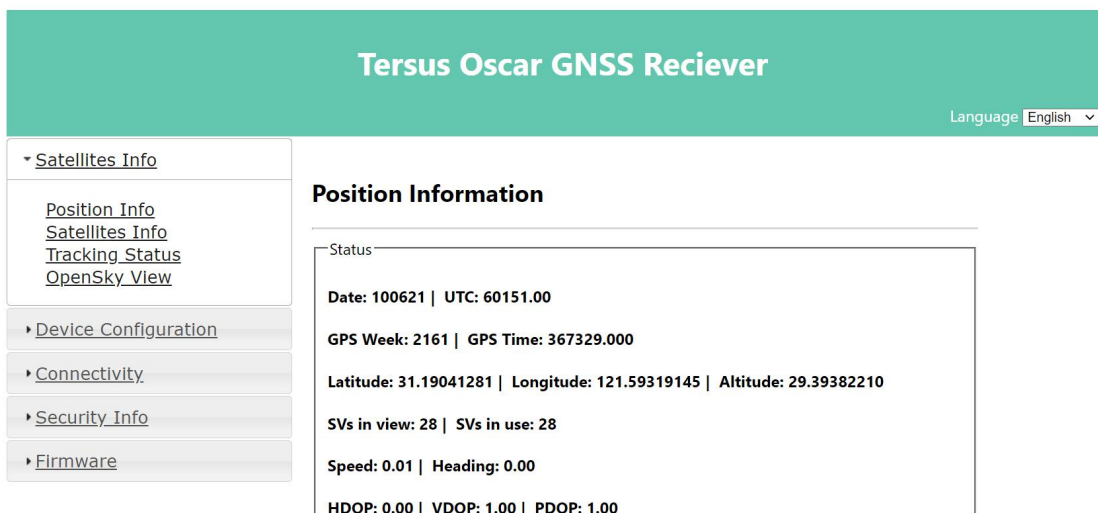 Tersus Oscar GNSS Reciever
Language English
Satellites Info
Position Info
Satellites Info
Tracking Status
OpenSky View
Device Configuration
Connectivity
Security Info
Firmware
Position Information
Status
Date: 100621 | UTC: 60151.00
GPS Week: 2161 | GPS Time: 367329.000
Latitude: 31.19041281 | Longitude: 121.59319145 | Altitude: 29.39382210
SVs in view: 28 | SVs in use: 28
Speed: 0.01 | Heading: 0.00
HDOP: 0.00 | VDOP: 1.00 | PDOP: 1.00